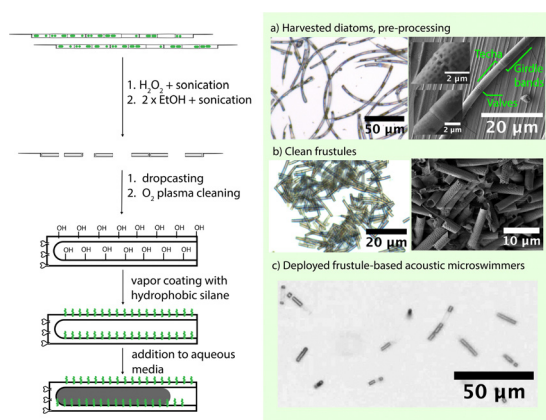 1. H₂O₂ + sonication
2. 2 x EtOH + sonication
1. dropcasting
2. O₂ plasma cleaning
OH OH OH OH OH OH OH OH
OH OH OH OH OH OH OH
vapor coating with
hydrophobic silane
addition to aqueous
media
a) Harvested diatoms, pre-processing
50 µm
2 µm
2 µm
Girdle
bands
Valves
20 µm
b) Clean frustules
20 µm
10 µm
c) Deployed frustule-based acoustic microswimmers
50 µm